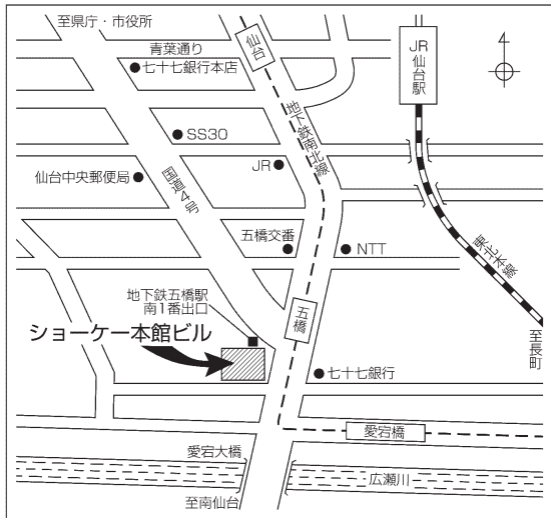 至県庁・市役所
青葉通り
七十七銀行本店
仙台
JR
仙台駅
地下鉄南北線
SS30
JR
仙台中央郵便局
国道4号
五橋交番
NTT
東北本線
地下鉄五橋駅
南1番出口
五橋
ショーケー本館ビル
至長町
七十七銀行
愛宕橋
愛宕大橋
広瀬川
至南仙台